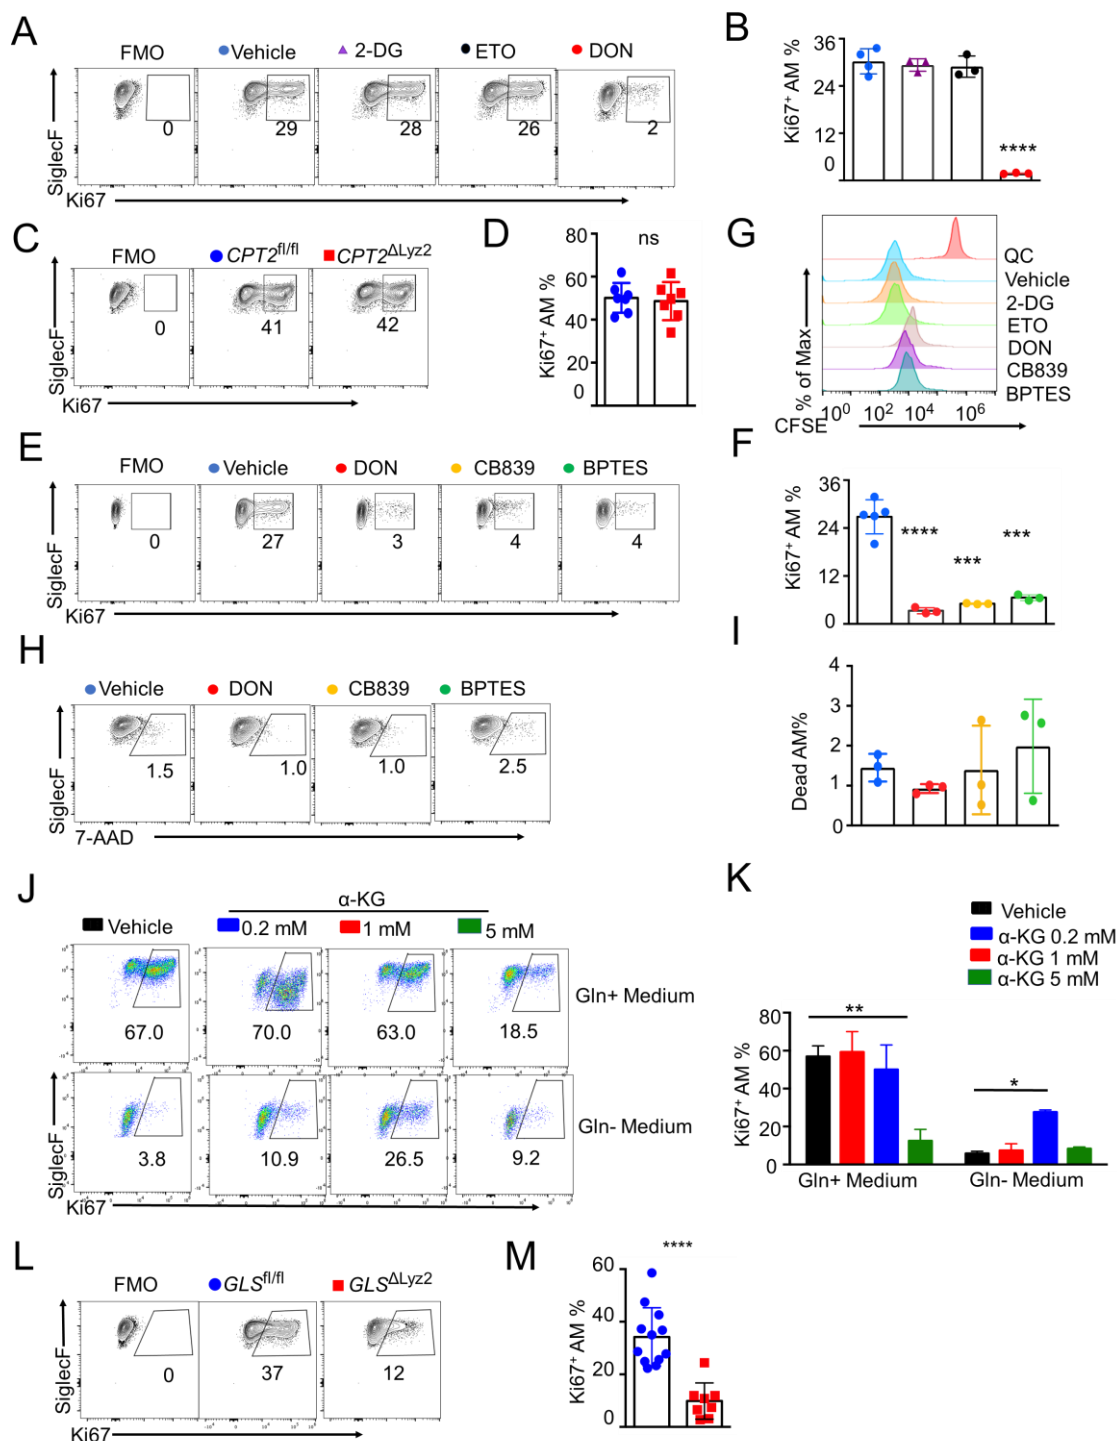 A
FMO
Vehicle
2-DG
ETO
DON
SiglecF
0
29
28
26
2
Ki67
B
Ki67+ AM %
36
24
12
0
****
C
FMO
CPT2fl/fl
CPT2ΔLyz2
SiglecF
0
41
42
Ki67
D
Ki67+ AM %
80
60
40
20
0
ns
G
% of Max
QC
Vehicle
2-DG
ETO
DON
CB839
BPTES
10^0
10^2
10^4
10^6
CFSE
E
FMO
Vehicle
DON
CB839
BPTES
SiglecF
0
27
3
4
4
Ki67
F
Ki67+ AM %
36
24
12
0
****
***
***
H
Vehicle
DON
CB839
BPTES
SiglecF
1.5
1.0
1.0
2.5
7-AAD
I
Dead AM%
4
3
2
1
0
J
α-KG
Vehicle
0.2 mM
1 mM
5 mM
67.0
70.0
63.0
18.5
Gln+ Medium
SiglecF
3.8
10.9
26.5
9.2
Gln- Medium
Ki67
K
Vehicle
α-KG 0.2 mM
α-KG 1 mM
α-KG 5 mM
Ki67+ AM %
80
60
40
20
0
**
*
Gln+ Medium
Gln- Medium
L
FMO
GLSfl/fl
GLSΔLyz2
SiglecF
0
37
12
Ki67
M
****
Ki67+ AM %
60
40
20
0